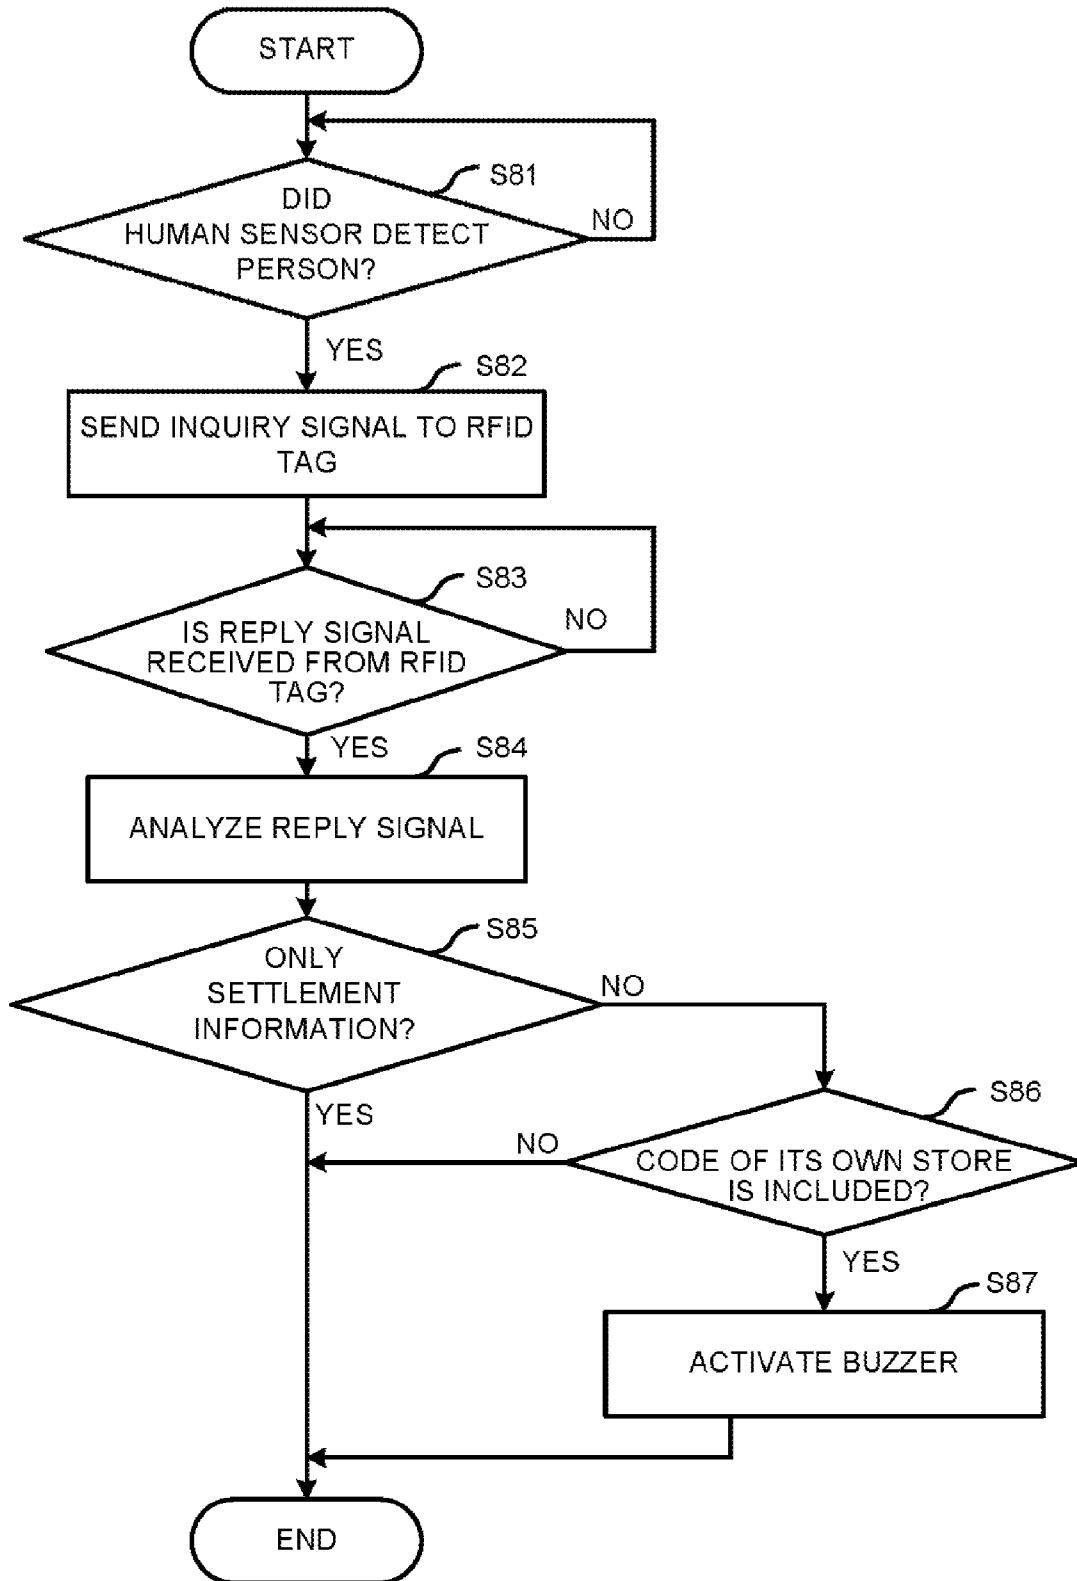 START
S81
DID
HUMAN SENSOR DETECT
PERSON?
NO
YES
S82
SEND INQUIRY SIGNAL TO RFID
TAG
S83
IS REPLY SIGNAL
RECEIVED FROM RFID
TAG?
NO
YES
S84
ANALYZE REPLY SIGNAL
S85
ONLY
SETTLEMENT
INFORMATION?
NO
YES
S86
CODE OF ITS OWN STORE
IS INCLUDED?
NO
YES
S87
ACTIVATE BUZZER
END